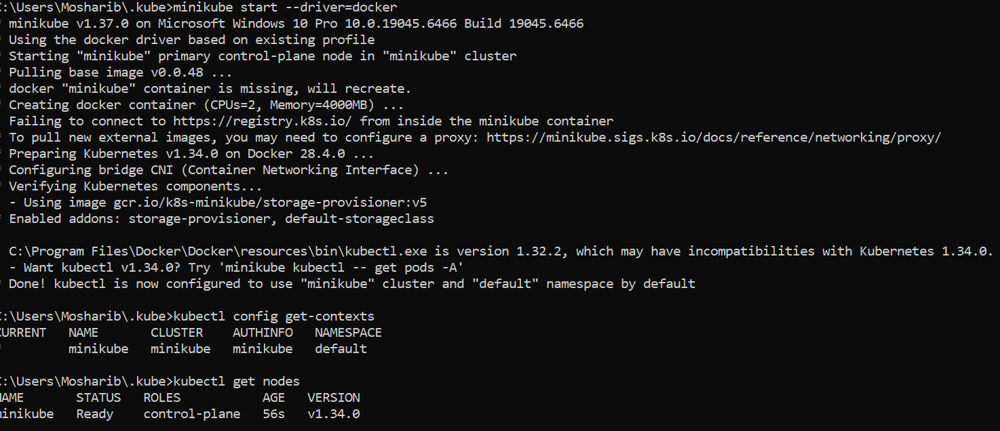 :\Users\Mosharib\.kube>minikube start --driver=docker
* minikube v1.37.0 on Microsoft Windows 10 Pro 10.0.19045.6466 Build 19045.6466
* Using the docker driver based on existing profile
* Starting "minikube" primary control-plane node in "minikube" cluster
* Pulling base image v0.0.48 ...
* docker "minikube" container is missing, will recreate.
* Creating docker container (CPUs=2, Memory=4000MB) ...
Failing to connect to https://registry.k8s.io/ from inside the minikube container
* To pull new external images, you may need to configure a proxy: https://minikube.sigs.k8s.io/docs/reference/networking/proxy/
* Preparing Kubernetes v1.34.0 on Docker 28.4.0 ...
* Configuring bridge CNI (Container Networking Interface) ...
* Verifying Kubernetes components...
- Using image gcr.io/k8s-minikube/storage-provisioner:v5
* Enabled addons: storage-provisioner, default-storageclass
C:\Program Files\Docker\Docker\resources\bin\kubectl.exe is version 1.32.2, which may have incompatibilities with Kubernetes 1.34.0.
- Want kubectl v1.34.0? Try 'minikube kubectl -- get pods -A'
* Done! kubectl is now configured to use "minikube" cluster and "default" namespace by default
:\Users\Mosharib\.kube>kubectl config get-contexts
CURRENT NAME CLUSTER AUTHINFO NAMESPACE
* minikube minikube minikube default
:\Users\Mosharib\.kube>kubectl get nodes
NAME STATUS ROLES AGE VERSION
minikube Ready control-plane 56s v1.34.0